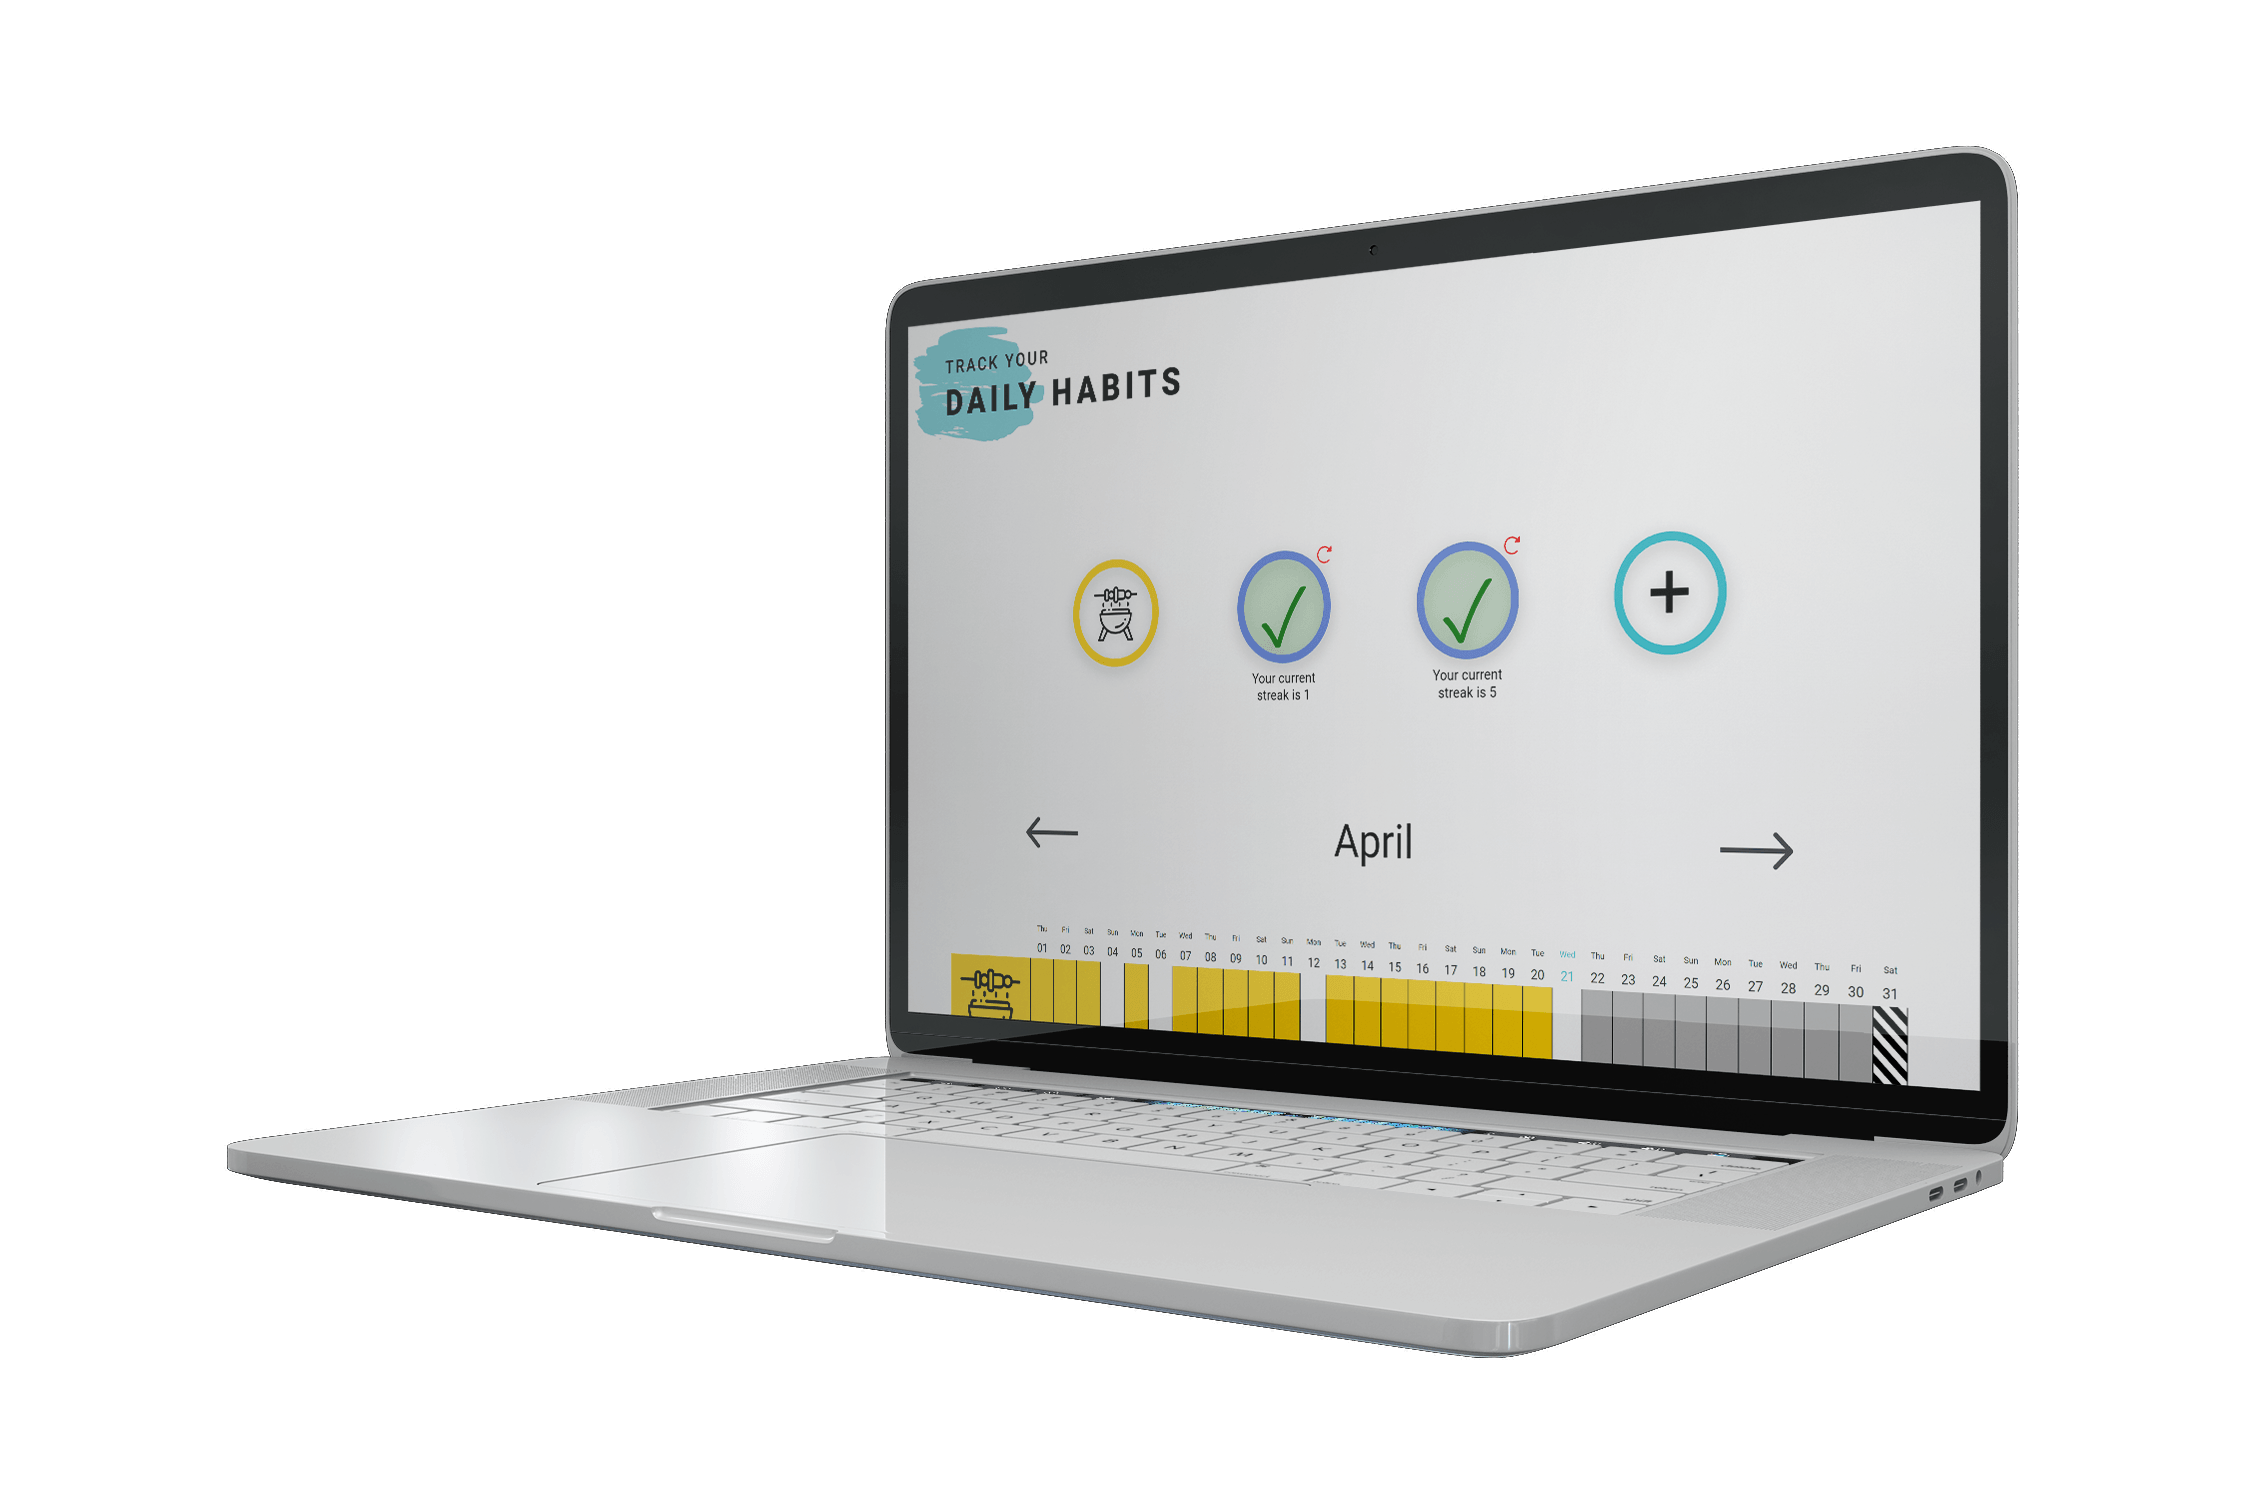 TRACK YOUR
DAILY HABITS
Your current
streak is 1
Your current
streak is 5
April
Thu Fri Sat Sun Mon Tue Wed Thu Fri Sat Sun Mon Tue Wed Thu Fri Sat Sun Mon Tue Wed Thu Fri Sat Sun Mon Tue Wed Thu Fri Sat
01 02 03 04 05 06 07 08 09 10 11 12 13 14 15 16 17 18 19 20 21 22 23 24 25 26 27 28 29 30 31